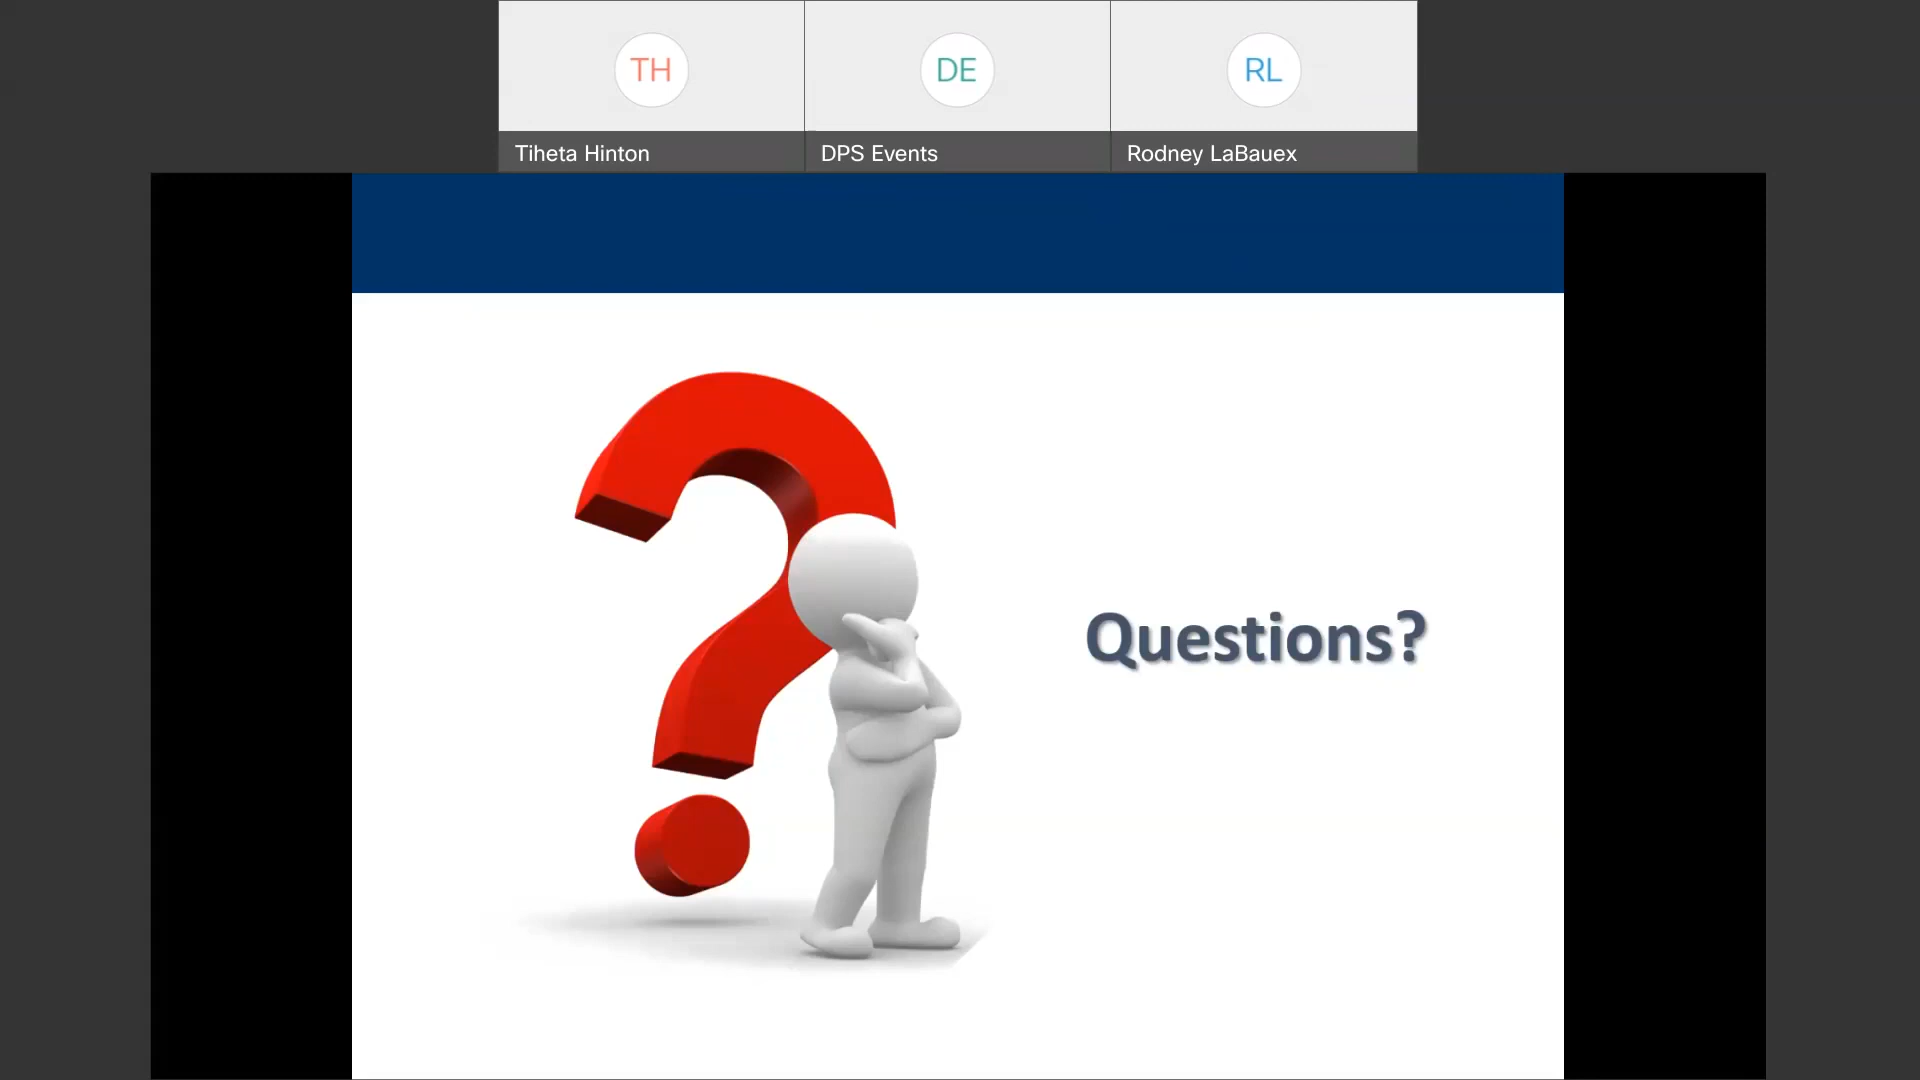 TH
DE
RL
Tiheta Hinton
DPS Events
Rodney LaBauex
Questions?